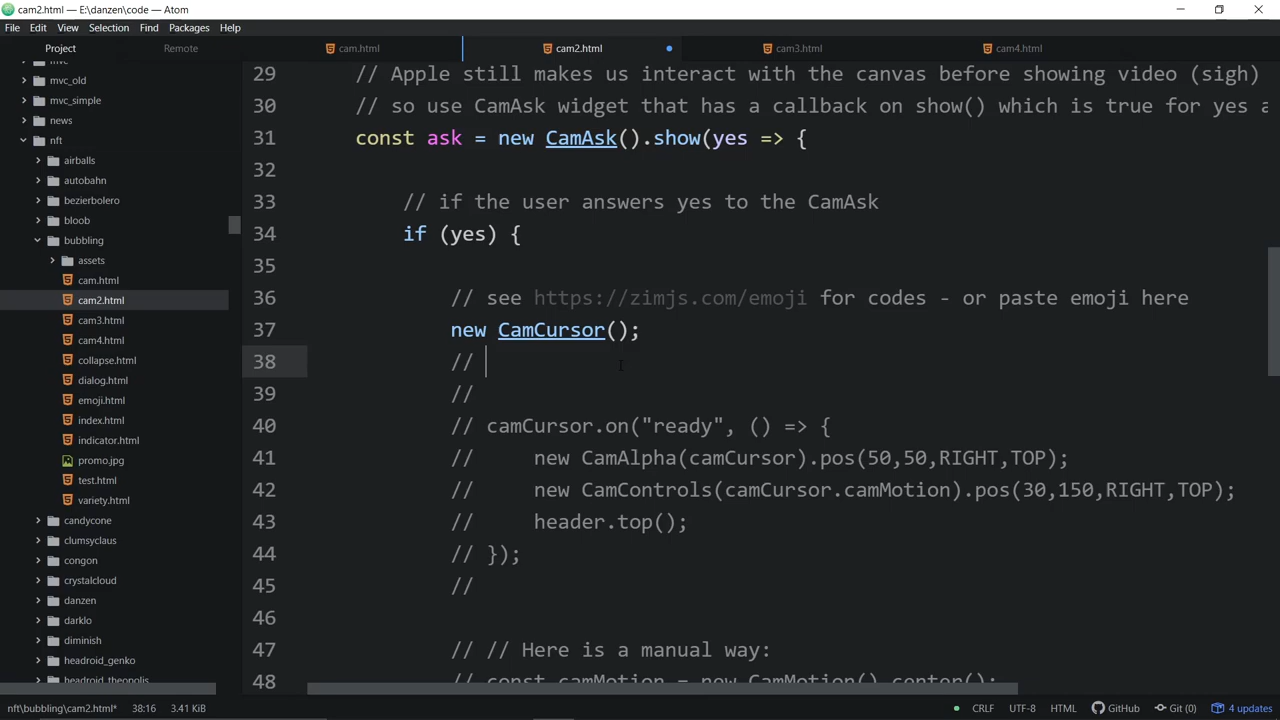 cam2.html — E:\danzen\code — Atom
File Edit View Selection Find Packages Help
Project Remote cam.html cam2.html cam3.html cam4.html
mvc
mvc_old
mvc_simple
news
nft
airballs
autobahn
bezierbolero
bloob
bubbling
assets
cam.html
cam2.html
cam3.html
cam4.html
collapse.html
dialog.html
emoji.html
index.html
indicator.html
promo.jpg
test.html
variety.html
candycone
clumsyclaus
congon
crystalcloud
danzen
darklo
diminish
headroid_genko
headroid_theopolis
29 // Apple still makes us interact with the canvas before showing video (sigh)
30 // so use CamAsk widget that has a callback on show() which is true for yes a
31 const ask = new CamAsk().show(yes => {
32
33 // if the user answers yes to the CamAsk
34 if (yes) {
35
36 // see https://zimjs.com/emoji for codes - or paste emoji here
37 new CamCursor();
38 //
39 //
40 // camCursor.on("ready", () => {
41 // new CamAlpha(camCursor).pos(50,50,RIGHT,TOP);
42 // new CamControls(camCursor.camMotion).pos(30,150,RIGHT,TOP);
43 // header.top();
44 // });
45 //
46
47 // // Here is a manual way:
48 // const camMotion = new CamMotion().center();
nft\bubbling\cam2.html* 38:16 3.41 KiB CRLF UTF-8 HTML GitHub Git (0) 4 updates